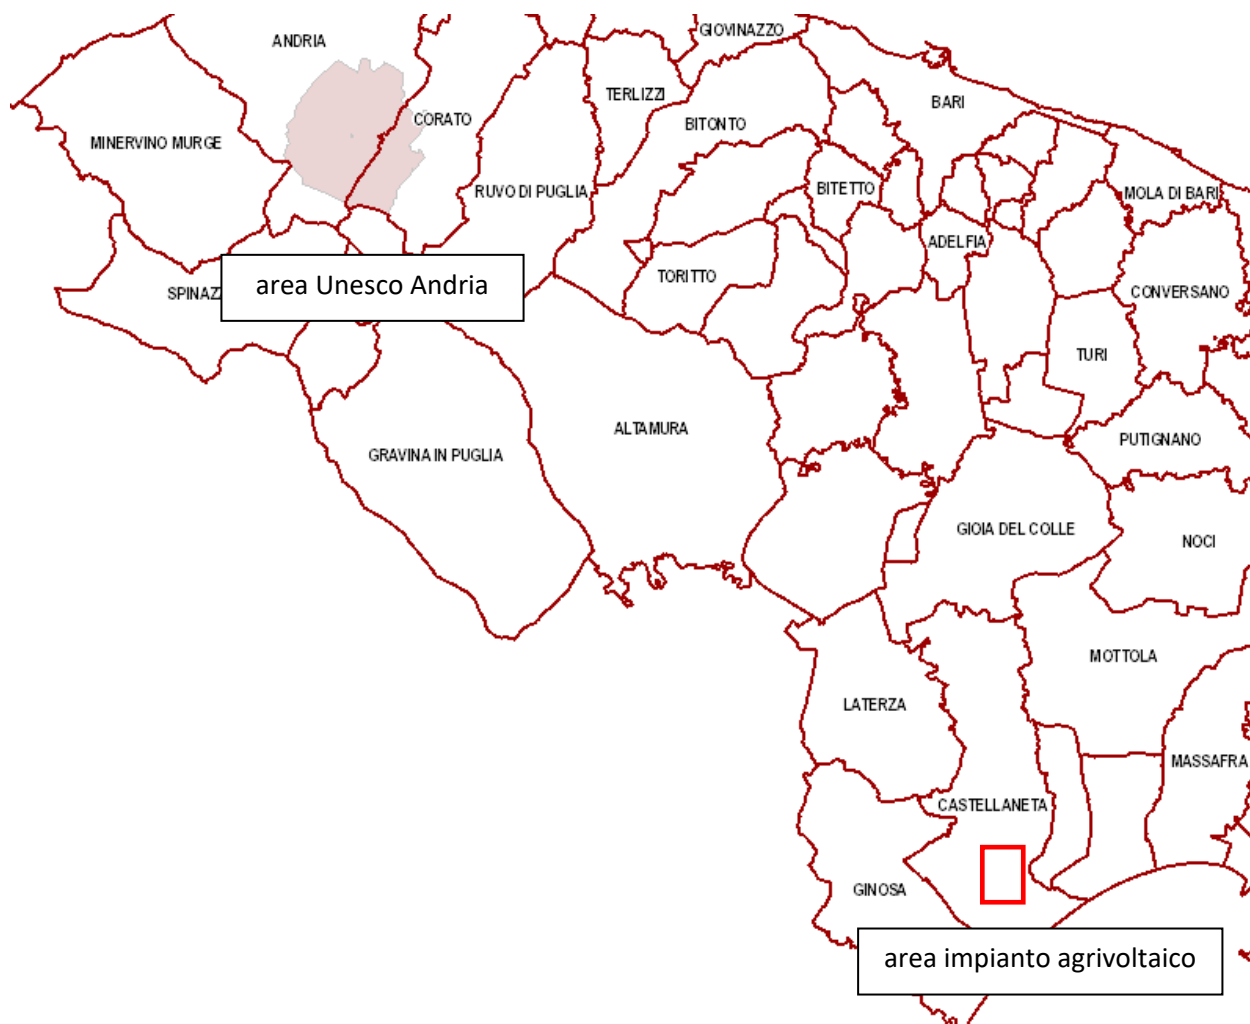 GIOVINAZZO
ANDRIA
TERLIZZI
BARI
CORATO
BITONTO
MINERVINO MURGE
RUVO DI PUGLIA
BITETTO
MOLA DI BARI
ADELFIA
TORITTO
area Unesco Andria
SPINAZ
CONVERSANO
TURI
ALTAMURA
PUTIGNANO
GRAVINA IN PUGLIA
GIOIA DEL COLLE
NOCI
MOTTOLA
LATERZA
MASSAFRA
CASTELLANETA
GINOSA
area impianto agrivoltaico